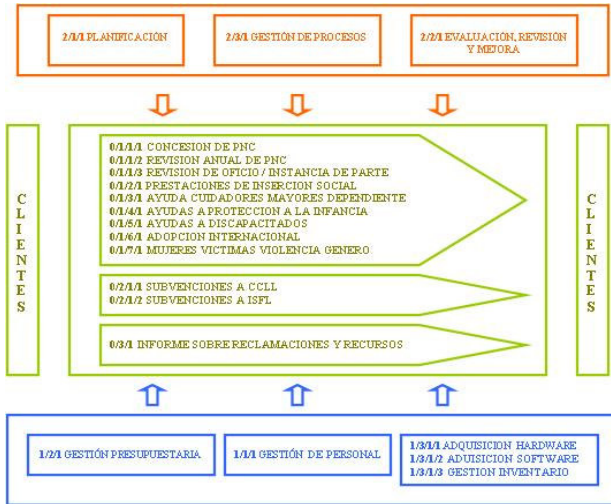 2/1/1 PLANIFICACIÓN
2/3/1 GESTIÓN DE PROCESOS
2/2/1 EVALUACIÓN, REVISIÓN
Y MEJORA
CLIENTES
0/1/1/1 CONCESION DE PNC
0/1/1/2 REVISION ANUAL DE PNC
0/1/1/3 REVISION DE OFICIO / INSTANCIA DE PARTE
0/1/2/1 PRESTACIONES DE INSERCION SOCIAL
0/1/3/1 AYUDA CUIDADORES MAYORES DEPENDIENTE
0/1/4/1 AYUDAS A PROTECCION A LA INFANCIA
0/1/5/1 AYUDAS A DISCAPACITADOS
0/1/6/1 ADOPCION INTERNACIONAL
0/1/7/1 MUJERES VICTIMAS VIOLENCIA GENERO
0/2/1/1 SUBVENCIONES A CCLL
0/2/1/2 SUBVENCIONES A ISFL
0/3/1 INFORME SOBRE RECLAMACIONES Y RECURSOS
CLIENTES
1/2/1 GESTIÓN PRESUPUESTARIA
1/1/1 GESTIÓN DE PERSONAL
1/3/1/1 ADQUISICION HARDWARE
1/3/1/2 ADUISICION SOFTWARE
1/3/1/3 GESTION INVENTARIO